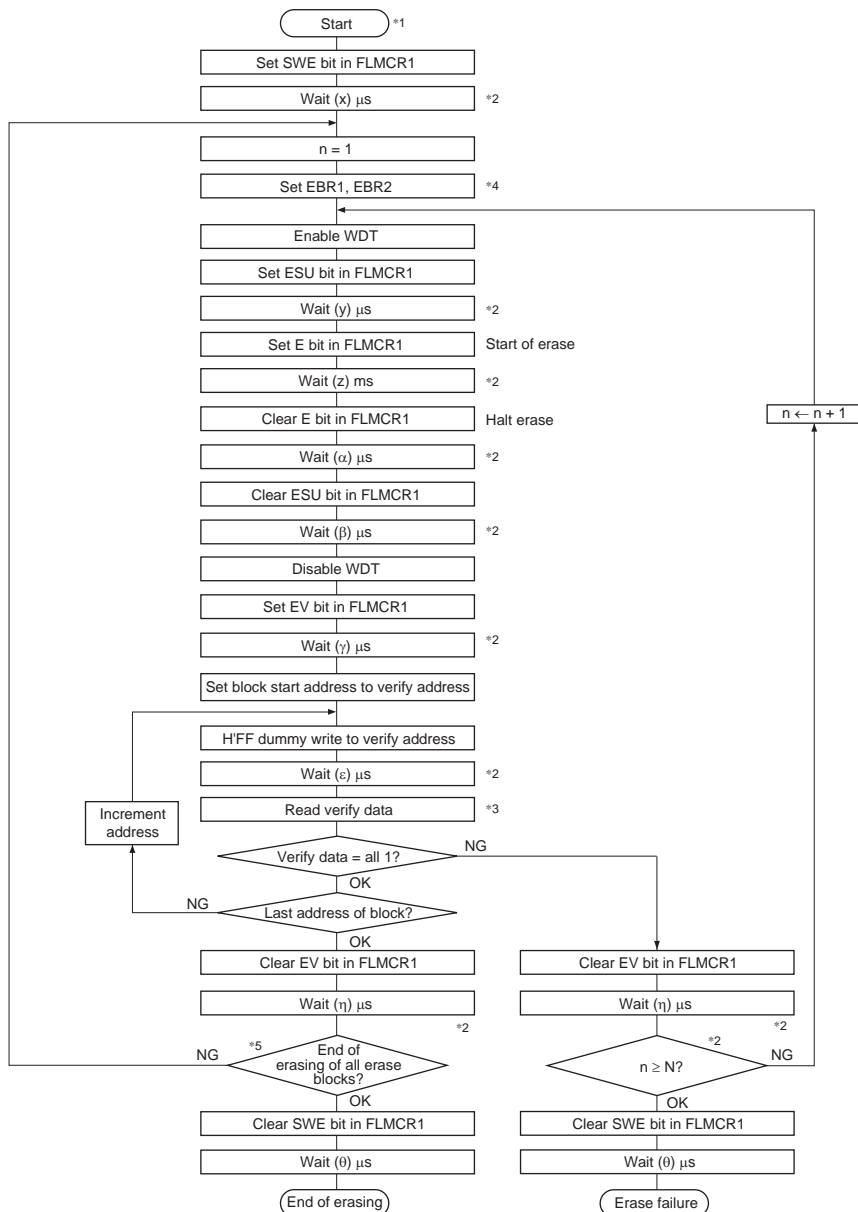 Start *1
Set SWE bit in FLMCR1
Wait (x) μs *2
n = 1
Set EBR1, EBR2 *4
Enable WDT
Set ESU bit in FLMCR1
Wait (y) μs *2
Set E bit in FLMCR1 Start of erase
Wait (z) ms *2
Clear E bit in FLMCR1 Halt erase
n ← n + 1
Wait (α) μs *2
Clear ESU bit in FLMCR1
Wait (β) μs *2
Disable WDT
Set EV bit in FLMCR1
Wait (γ) μs *2
Set block start address to verify address
H'FF dummy write to verify address
Wait (ε) μs *2
Increment
address
Read verify data *3
Verify data = all 1?
NG
OK
NG
Last address of block?
OK
Clear EV bit in FLMCR1
Wait (η) μs
*2
*5
NG
End of
erasing of all erase
blocks?
OK
Clear SWE bit in FLMCR1
Wait (θ) μs
End of erasing
Clear EV bit in FLMCR1
Wait (η) μs
*2
*2
n ≥ N?
NG
OK
Clear SWE bit in FLMCR1
Wait (θ) μs
Erase failure